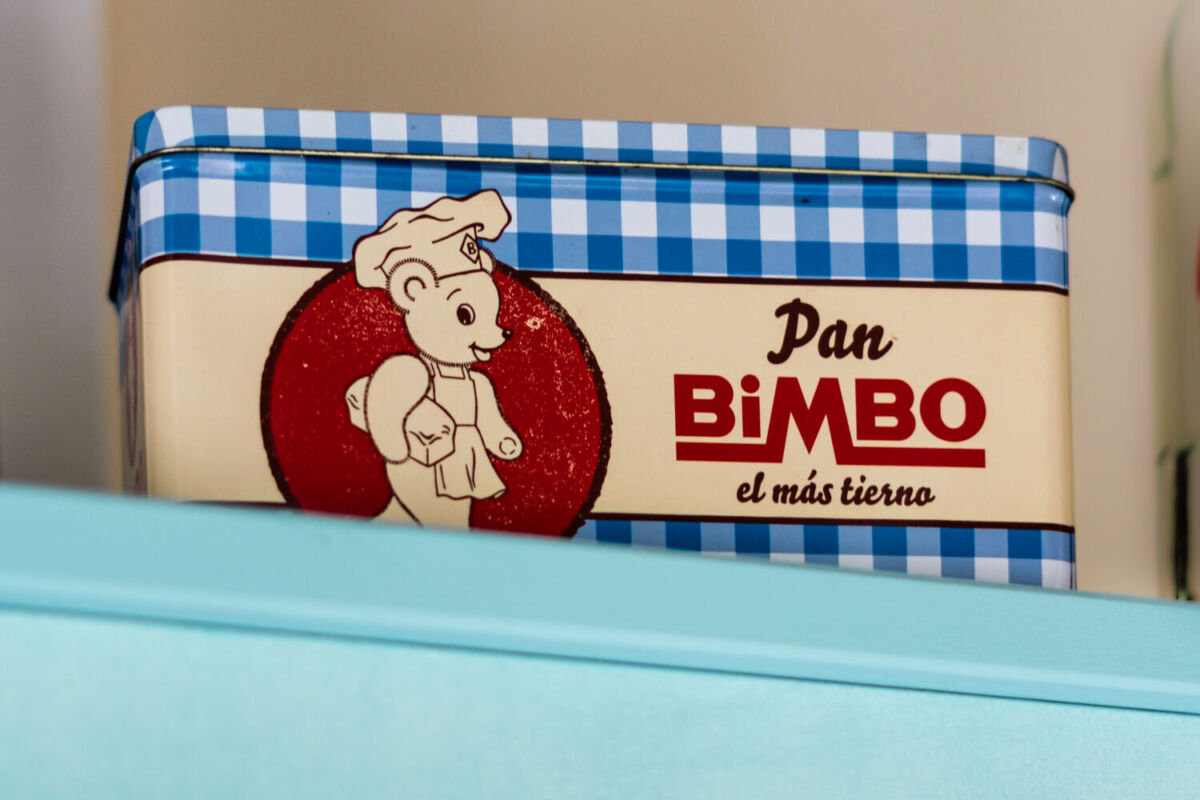 B
Pan
BiMBO
el más tierno